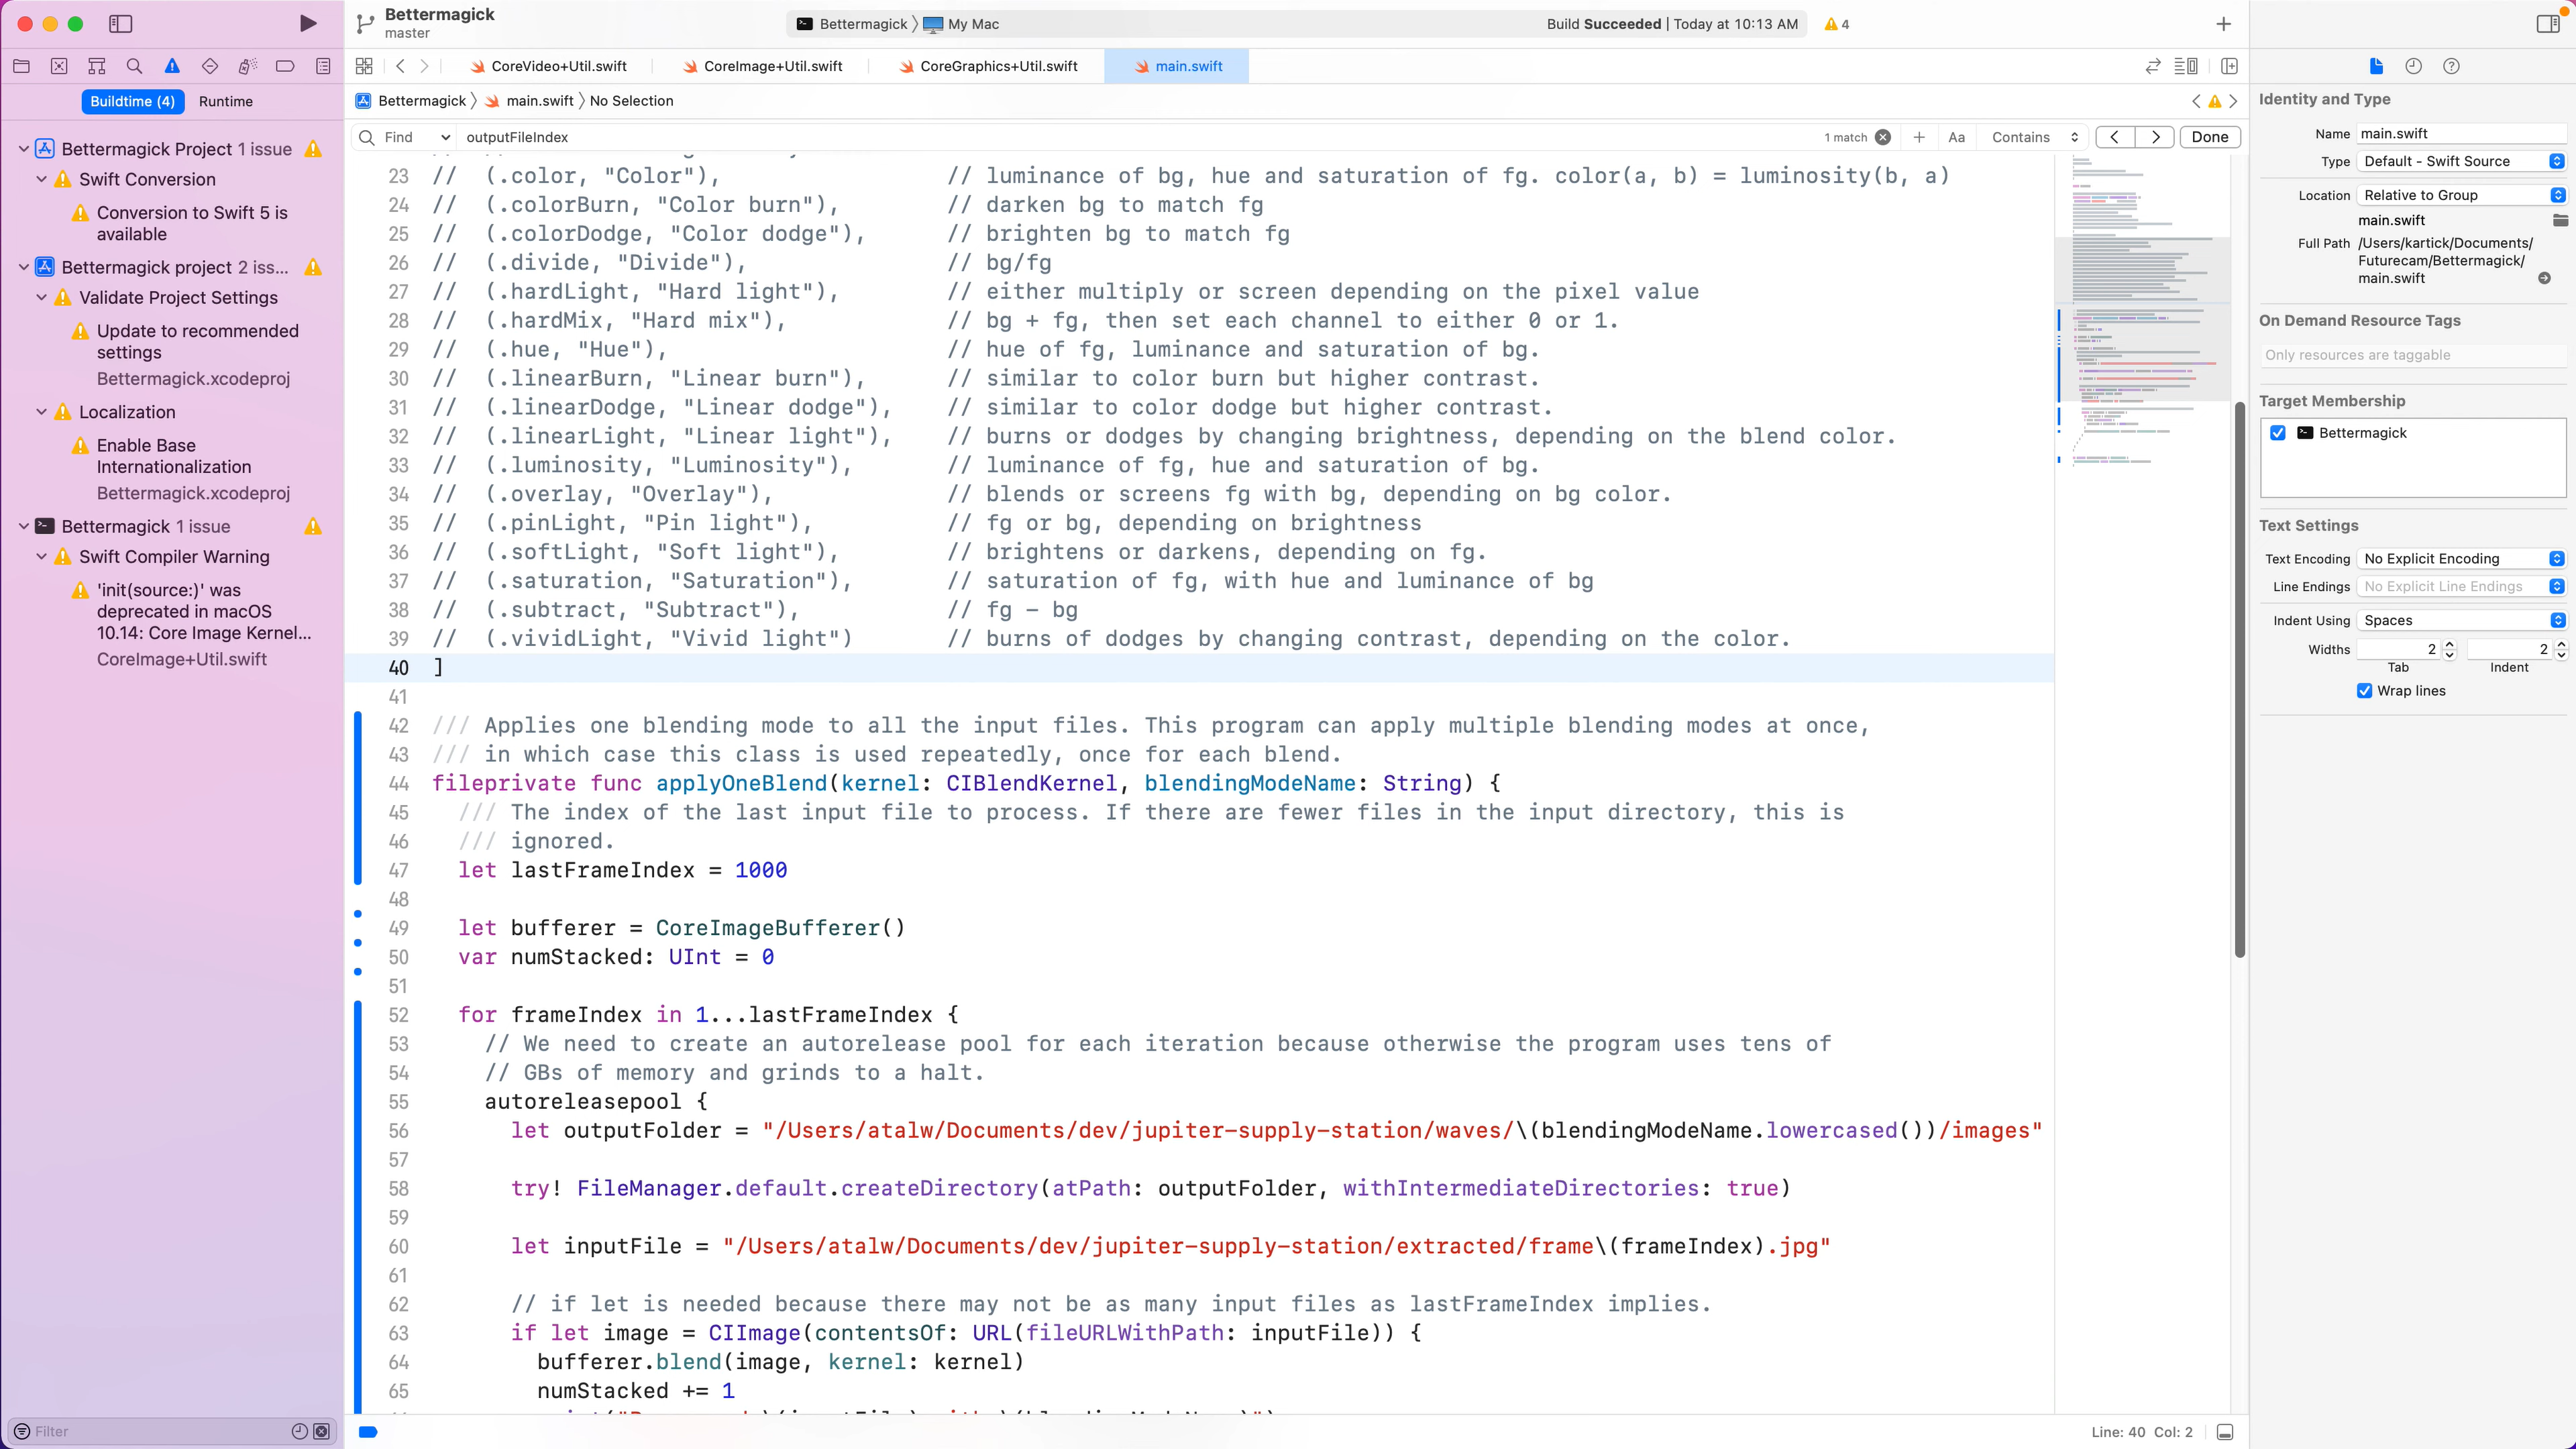 Bettermagick
master
Bettermagick 〉 My Mac
Build Succeeded | Today at 10:13 AM
4
CoreVideo+Util.swift
CoreImage+Util.swift
CoreGraphics+Util.swift
main.swift
Buildtime (4)
Runtime
Bettermagick 〉 main.swift 〉 No Selection
Find
outputFileIndex
1 match
Aa
Contains
Done
Bettermagick Project 1 issue
Swift Conversion
Conversion to Swift 5 is
available
Bettermagick project 2 iss...
Validate Project Settings
Update to recommended
settings
Bettermagick.xcodeproj
Localization
Enable Base
Internationalization
Bettermagick.xcodeproj
Bettermagick 1 issue
Swift Compiler Warning
'init(source:)' was
deprecated in macOS
10.14: Core Image Kernel...
CoreImage+Util.swift
Filter
23 // (.color, "Color"), // luminance of bg, hue and saturation of fg. color(a, b) = luminosity(b, a)
24 // (.colorBurn, "Color burn"), // darken bg to match fg
25 // (.colorDodge, "Color dodge"), // brighten bg to match fg
26 // (.divide, "Divide"), // bg/fg
27 // (.hardLight, "Hard light"), // either multiply or screen depending on the pixel value
28 // (.hardMix, "Hard mix"), // bg + fg, then set each channel to either 0 or 1.
29 // (.hue, "Hue"), // hue of fg, luminance and saturation of bg.
30 // (.linearBurn, "Linear burn"), // similar to color burn but higher contrast.
31 // (.linearDodge, "Linear dodge"), // similar to color dodge but higher contrast.
32 // (.linearLight, "Linear light"), // burns or dodges by changing brightness, depending on the blend color.
33 // (.luminosity, "Luminosity"), // luminance of fg, hue and saturation of bg.
34 // (.overlay, "Overlay"), // blends or screens fg with bg, depending on bg color.
35 // (.pinLight, "Pin light"), // fg or bg, depending on brightness
36 // (.softLight, "Soft light"), // brightens or darkens, depending on fg.
37 // (.saturation, "Saturation"), // saturation of fg, with hue and luminance of bg
38 // (.subtract, "Subtract"), // fg - bg
39 // (.vividLight, "Vivid light") // burns of dodges by changing contrast, depending on the color.
40 ]
41
42 /// Applies one blending mode to all the input files. This program can apply multiple blending modes at once,
43 /// in which case this class is used repeatedly, once for each blend.
44 fileprivate func applyOneBlend(kernel: CIBlendKernel, blendingModeName: String) {
45 /// The index of the last input file to process. If there are fewer files in the input directory, this is
46 /// ignored.
47 let lastFrameIndex = 1000
48
49 let bufferer = CoreImageBufferer()
50 var numStacked: UInt = 0
51
52 for frameIndex in 1...lastFrameIndex {
53 // We need to create an autorelease pool for each iteration because otherwise the program uses tens of
54 // GBs of memory and grinds to a halt.
55 autoreleasepool {
56 let outputFolder = "/Users/atalw/Documents/dev/jupiter-supply-station/waves/\(blendingModeName.lowercased())/images"
57
58 try! FileManager.default.createDirectory(atPath: outputFolder, withIntermediateDirectories: true)
59
60 let inputFile = "/Users/atalw/Documents/dev/jupiter-supply-station/extracted/frame\(frameIndex).jpg"
61
62 // if let is needed because there may not be as many input files as lastFrameIndex implies.
63 if let image = CIImage(contentsOf: URL(fileURLWithPath: inputFile)) {
64 bufferer.blend(image, kernel: kernel)
65 numStacked += 1
Line: 40 Col: 2
Identity and Type
Name main.swift
Type Default - Swift Source
Location Relative to Group
main.swift
Full Path /Users/kartick/Documents/
Futurecam/Bettermagick/
main.swift
On Demand Resource Tags
Only resources are taggable
Target Membership
Bettermagick
Text Settings
Text Encoding No Explicit Encoding
Line Endings No Explicit Line Endings
Indent Using Spaces
Widths 2 2
Tab Indent
Wrap lines